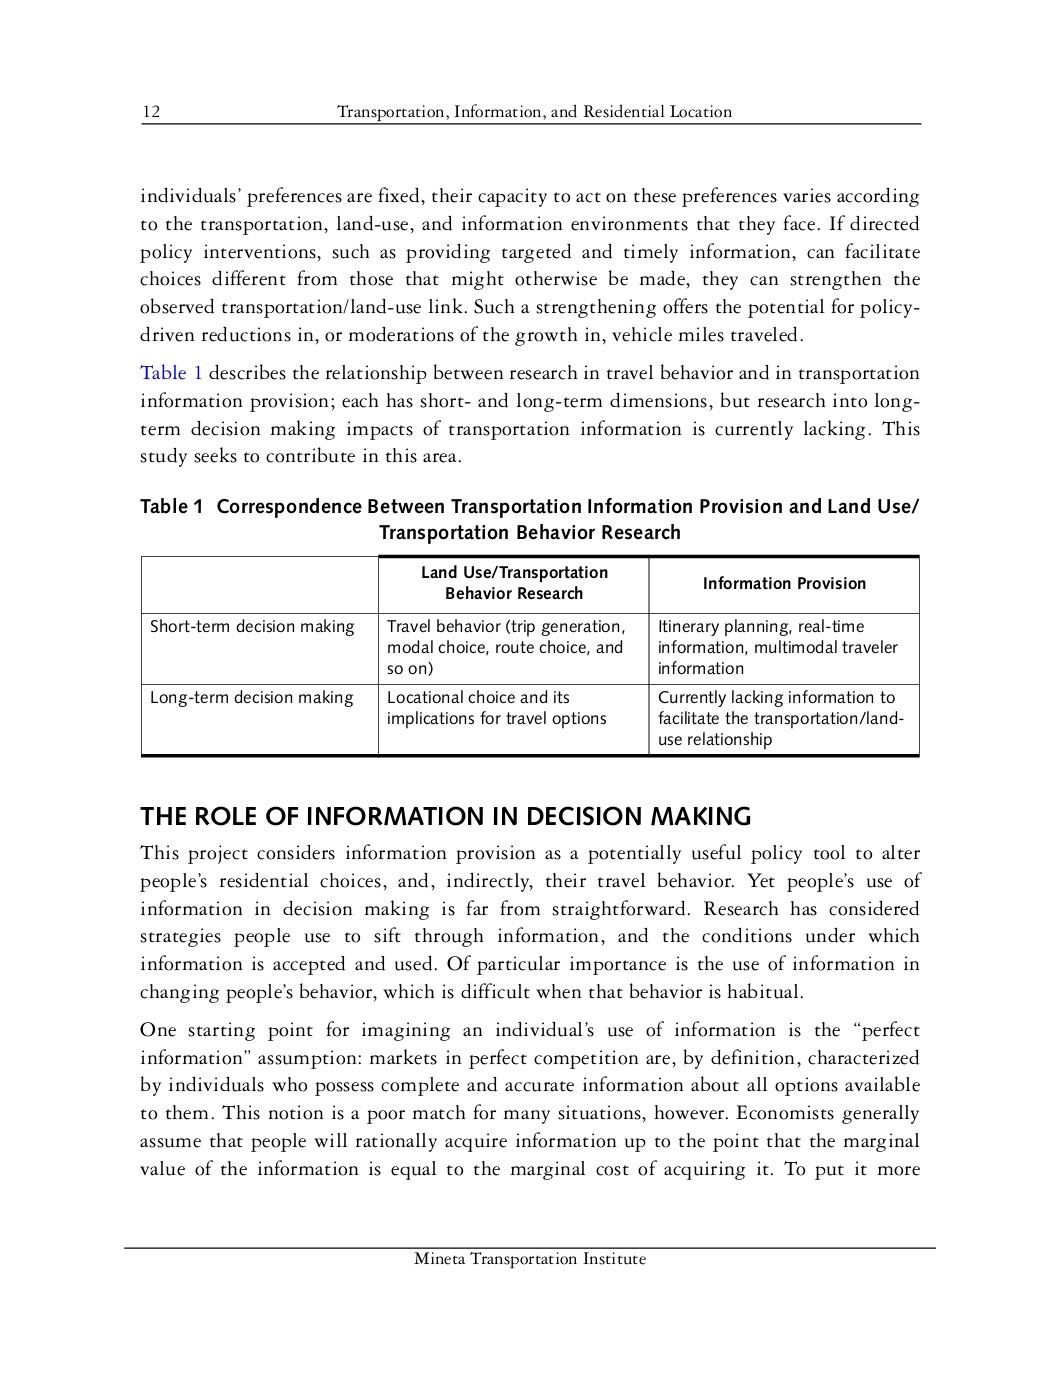 12
Transportation, Information, and Residential Location
individuals’ preferences are fixed, their capacity to act on these preferences varies according
to the transportation, land-use, and information environments that they face. If directed
policy interventions, such as providing targeted and timely information, can facilitate
choices different from those that might otherwise be made, they can strengthen the
observed transportation/land-use link. Such a strengthening offers the potential for policy-
driven reductions in, or moderations of the growth in, vehicle miles traveled.
Table 1 describes the relationship between research in travel behavior and in transportation
information provision; each has short- and long-term dimensions, but research into long-
term decision making impacts of transportation information is currently lacking. This
study seeks to contribute in this area.
Table 1 Correspondence Between Transportation Information Provision and Land Use/
Transportation Behavior Research
Land Use/Transportation
Behavior Research
Information Provision
Short-term decision making
Travel behavior (trip generation,
modal choice, route choice, and
so on)
Itinerary planning, real-time
information, multimodal traveler
information
Long-term decision making
Locational choice and its
implications for travel options
Currently lacking information to
facilitate the transportation/land-
use relationship
THE ROLE OF INFORMATION IN DECISION MAKING
This project considers information provision as a potentially useful policy tool to alter
people’s residential choices, and, indirectly, their travel behavior. Yet people’s use of
information in decision making is far from straightforward. Research has considered
strategies people use to sift through information, and the conditions under which
information is accepted and used. Of particular importance is the use of information in
changing people’s behavior, which is difficult when that behavior is habitual.
One starting point for imagining an individual’s use of information is the “perfect
information” assumption: markets in perfect competition are, by definition, characterized
by individuals who possess complete and accurate information about all options available
to them. This notion is a poor match for many situations, however. Economists generally
assume that people will rationally acquire information up to the point that the marginal
value of the information is equal to the marginal cost of acquiring it. To put it more
Mineta Transportation Institute